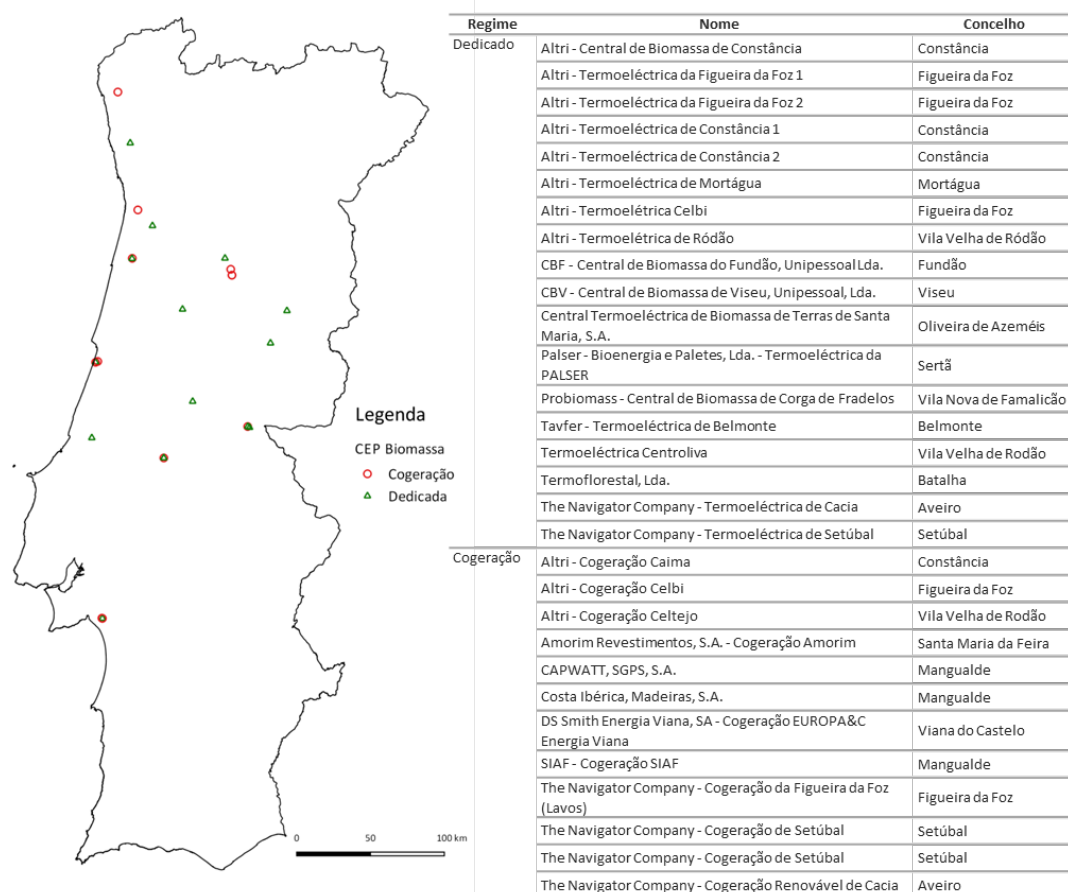 Legenda
CEP Biomassa
Cogeração
Dedicada
0 50 100 km
Regime Nome Concelho
Dedicado Altri - Central de Biomassa de Constância Constância
Altri - Termoeléctrica da Figueira da Foz 1 Figueira da Foz
Altri - Termoeléctrica da Figueira da Foz 2 Figueira da Foz
Altri - Termoeléctrica de Constância 1 Constância
Altri - Termoeléctrica de Constância 2 Constância
Altri - Termoeléctrica de Mortágua Mortágua
Altri - Termoelétrica Celbi Figueira da Foz
Altri - Termoelétrica de Ródão Vila Velha de Ródão
CBF - Central de Biomassa do Fundão, Unipessoal Lda. Fundão
CBV - Central de Biomassa de Viseu, Unipessoal, Lda. Viseu
Central Termoeléctrica de Biomassa de Terras de Santa
Maria, S.A. Oliveira de Azeméis
Palser - Bioenergia e Paletes, Lda. - Termoeléctrica da
PALSER Sertã
Probiomass - Central de Biomassa de Corga de Fradelos Vila Nova de Famalicão
Tavfer - Termoeléctrica de Belmonte Belmonte
Termoeléctrica Centroliva Vila Velha de Rodão
Termoflorestal, Lda. Batalha
The Navigator Company - Termoeléctrica de Cacia Aveiro
The Navigator Company - Termoeléctrica de Setúbal Setúbal
Cogeração Altri - Cogeração Caima Constância
Altri - Cogeração Celbi Figueira da Foz
Altri - Cogeração Celtejo Vila Velha de Rodão
Amorim Revestimentos, S.A. - Cogeração Amorim Santa Maria da Feira
CAPWATT, SGPS, S.A. Mangualde
Costa Ibérica, Madeiras, S.A. Mangualde
DS Smith Energia Viana, SA - Cogeração EUROPA&C
Energia Viana Viana do Castelo
SIAF - Cogeração SIAF Mangualde
The Navigator Company - Cogeração da Figueira da Foz
(Lavos) Figueira da Foz
The Navigator Company - Cogeração de Setúbal Setúbal
The Navigator Company - Cogeração de Setúbal Setúbal
The Navigator Company - Cogeração Renovável de Cacia Aveiro